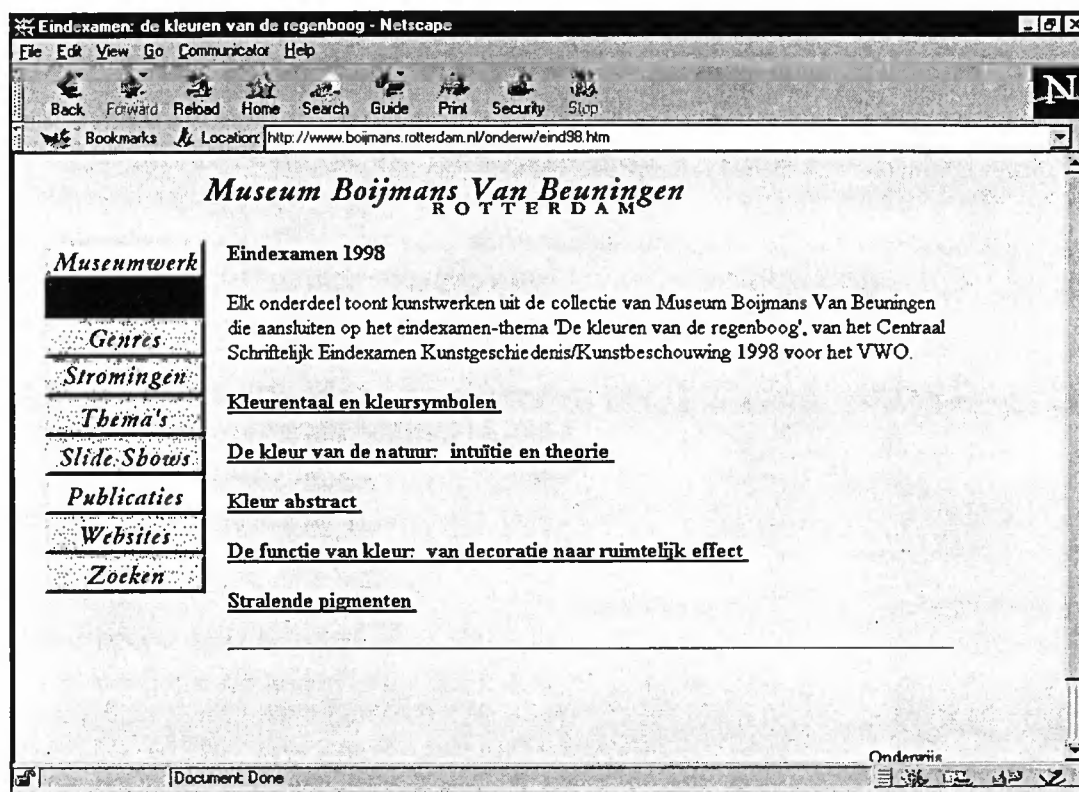 Eindexamen: de kleuren van de regenboog - Netscape
File Edit View Go Communicator Help
Back Forward Reload Home Search Guide Print Security Stop
N
Bookmarks Location: http://www.boijmans.rotterdam.nl/onderw/eind98.htm
Museum Boijmans Van Beuningen
ROTTERDAM
Museumwerk
Genres
Stromingen
Thema's
Slide Shows
Publicaties
Websites
Zoeken
Eindexamen 1998
Elk onderdeel toont kunstwerken uit de collectie van Museum Boijmans Van Beuningen
die aansluiten op het eindexamen-thema 'De kleuren van de regenboog', van het Centraal
Schriftelijk Eindexamen Kunstgeschiedenis/Kunstbeschouwing 1998 voor het VWO.
Kleurentaal en kleursymbolen
De kleur van de natuur: intuïtie en theorie
Kleur abstract
De functie van kleur: van decoratie naar ruimtelijk effect
Stralende pigmenten
Onderwijs
Document: Done